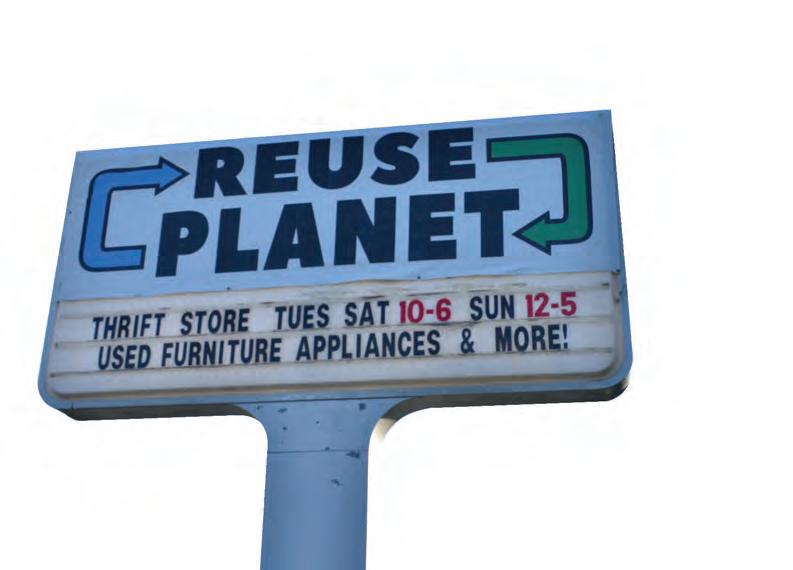 REUSE
PLANET
THRIFT STORE TUES SAT 10-6 SUN 12-5
USED FURNITURE APPLIANCES & MORE!